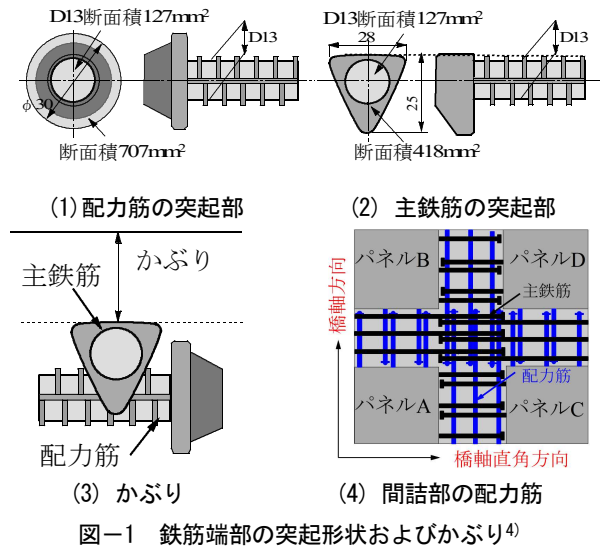 D13断面積127mm²
D13
φ30
断面積707mm²
(1)配力筋の突起部
D13断面積127mm²
28
D13
25
断面積418mm²
(2) 主鉄筋の突起部
かぶり
主鉄筋
配力筋
(3) かぶり
パネルB
パネルD
主鉄筋
橋軸方向
配力筋
パネルA
パネルC
橋軸直角方向
(4) 間詰部の配力筋
図－1 鉄筋端部の突起形状およびかぶり⁴⁾